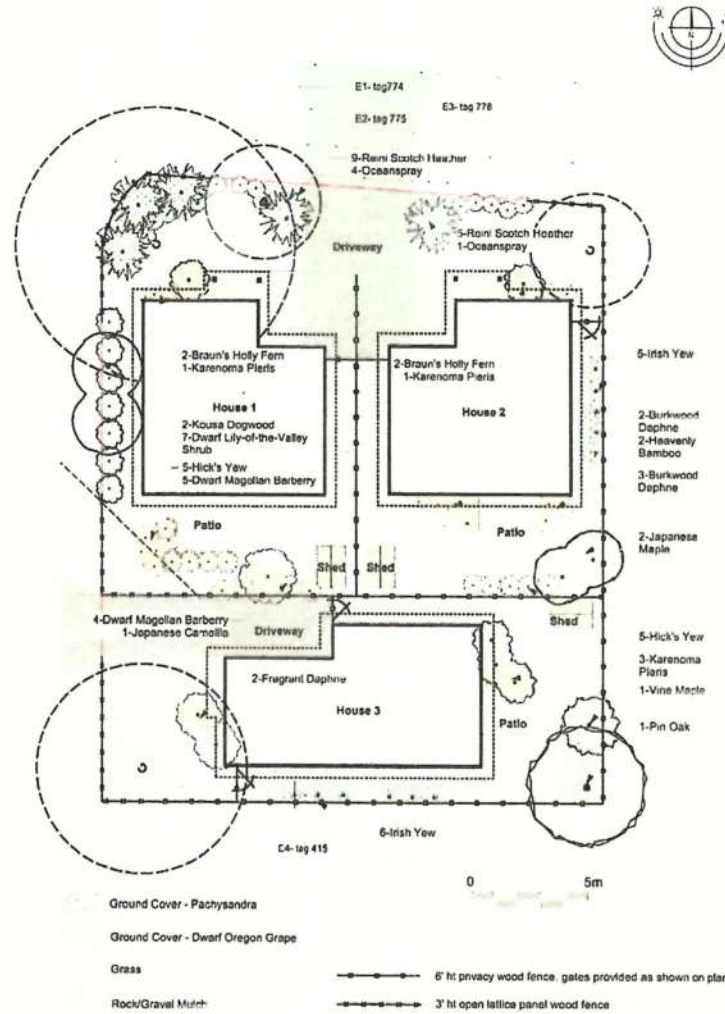 N
E1- tag774
E3- tag 776
E2- tag 775
9-Reini Scotch Heather
4-Oceanspray
5-Reini Scotch Heather
1-Oceanspray
Driveway
5-Irish Yew
2-Braun's Holly Fern
1-Karenoma Pieris
2-Braun's Holly Fern
1-Karenoma Pieris
House 1
House 2
2-Kousa Dogwood
7-Dwarf Lily-of-the-Valley
Shrub
5-Hick's Yew
5-Dwarf Magellan Barberry
2-Burkwood
Daphne
2-Heavenly
Bamboo
3-Burkwood
Daphne
Patio
Patio
2-Japanese
Maple
Shed
Shed
4-Dwarf Magellan Barberry
1-Japanese Camellia
Driveway
Shed
5-Hick's Yew
3-Karenoma
Pieris
1-Vine Maple
1-Pin Oak
2-Fragrant Daphne
House 3
Patio
6-Irish Yew
E4- tag 415
0 5m
Ground Cover - Pachysandra
Ground Cover - Dwarf Oregon Grape
Grass
Rock/Gravel Mulch
6' ht privacy wood fence, gates provided as shown on plan
3' ht open lattice panel wood fence